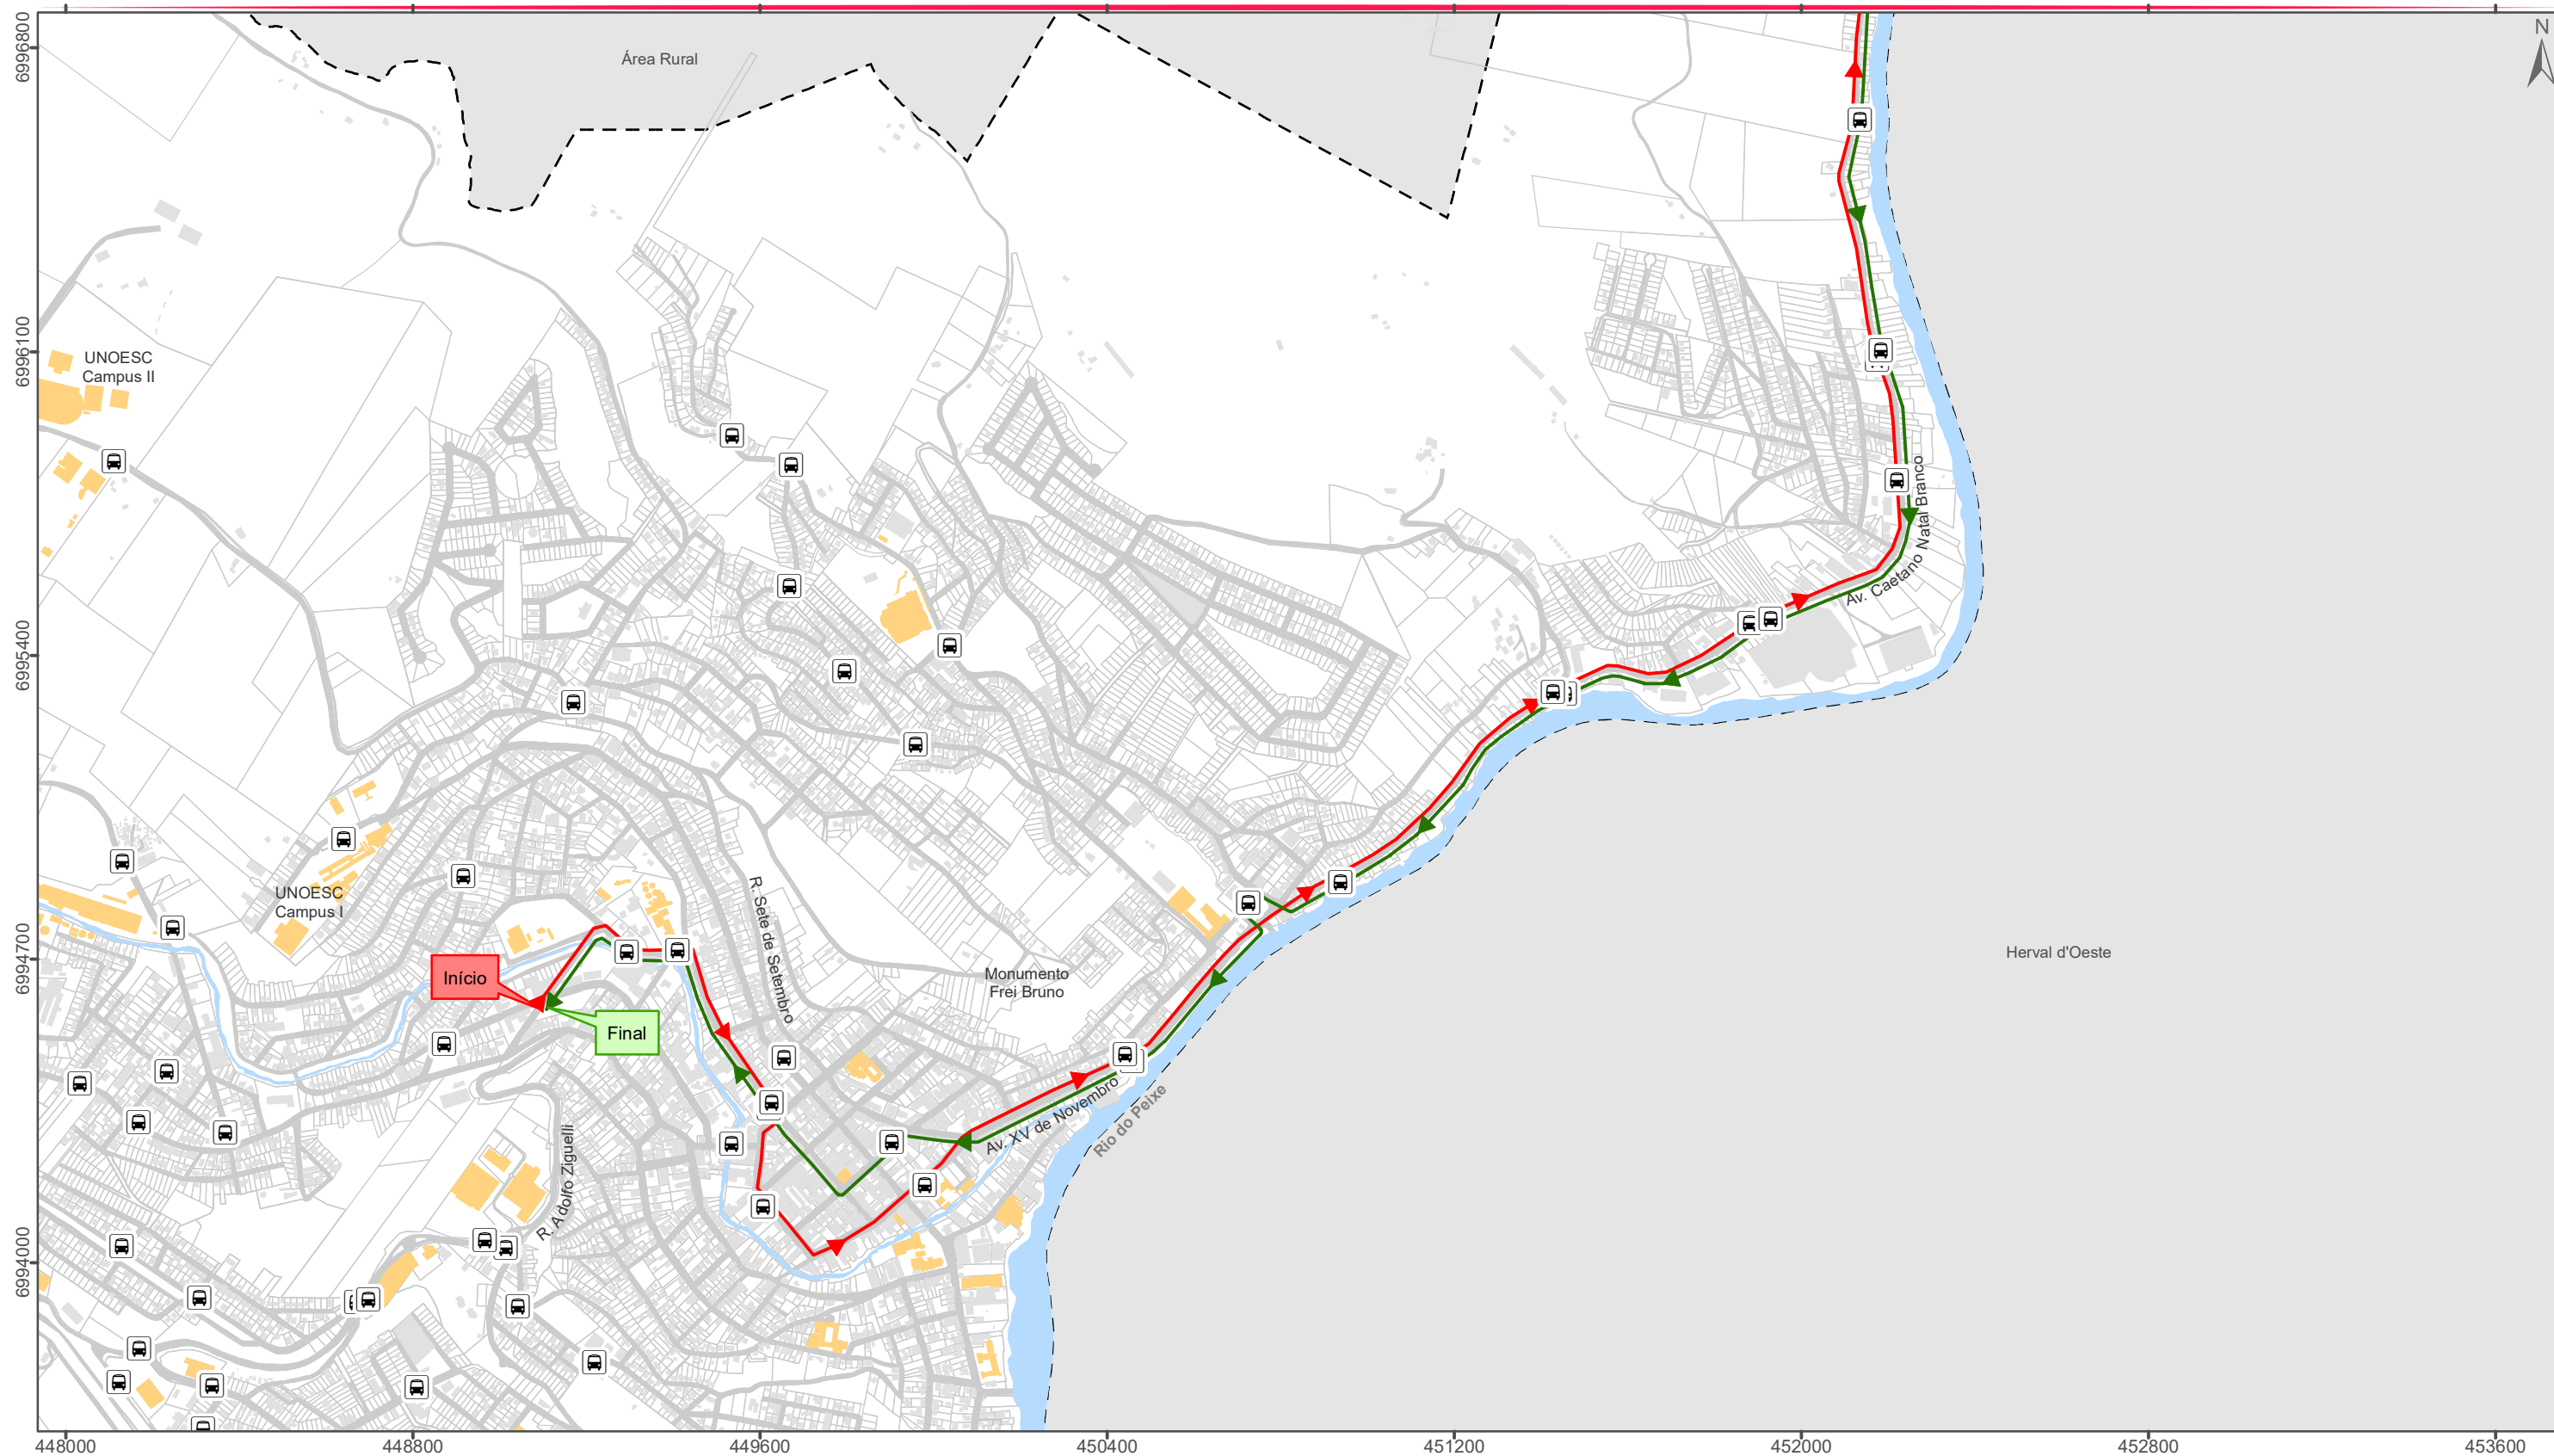 N
Área Rural
6996800
UNOESC
Campus II
6996100
Av. Caetano Natal Branco
6995400
UNOESC
Campus I
R. Sete de Setembro
6994700
Início
Final
Monumento
Frei Bruno
Herval d'Oeste
Av. XV de Novembro
Rio do Peixe
R. Adolfo Ziguelli
6994000
448000
448800
449600
450400
451200
452000
452800
453600